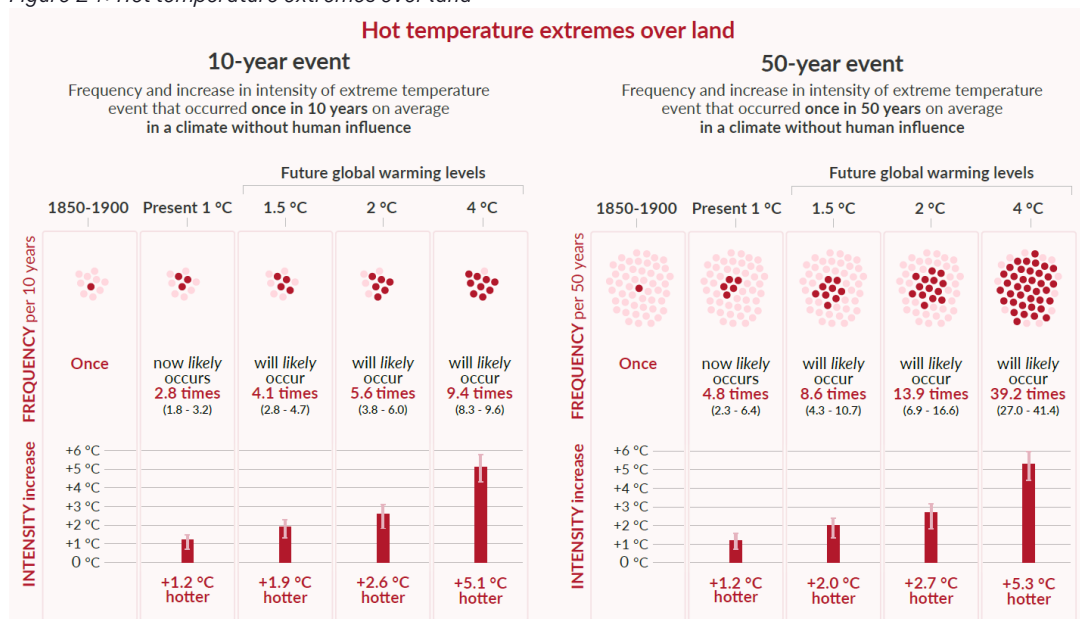 Hot temperature extremes over land
10-year event
Frequency and increase in intensity of extreme temperature
event that occurred once in 10 years on average
in a climate without human influence
Future global warming levels
1850-1900 Present 1 °C 1.5 °C 2 °C 4 °C
FREQUENCY per 10 years
Once
now likely occurs 2.8 times (1.8 - 3.2)
will likely occur 4.1 times (2.8 - 4.7)
will likely occur 5.6 times (3.8 - 6.0)
will likely occur 9.4 times (8.3 - 9.6)
INTENSITY increase
+6 °C
+5 °C
+4 °C
+3 °C
+2 °C
+1 °C
0 °C
+1.2 °C hotter
+1.9 °C hotter
+2.6 °C hotter
+5.1 °C hotter
50-year event
Frequency and increase in intensity of extreme temperature
event that occurred once in 50 years on average
in a climate without human influence
Future global warming levels
1850-1900 Present 1 °C 1.5 °C 2 °C 4 °C
FREQUENCY per 50 years
Once
now likely occurs 4.8 times (2.3 - 6.4)
will likely occur 8.6 times (4.3 - 10.7)
will likely occur 13.9 times (6.9 - 16.6)
will likely occur 39.2 times (27.0 - 41.4)
INTENSITY increase
+6 °C
+5 °C
+4 °C
+3 °C
+2 °C
+1 °C
0 °C
+1.2 °C hotter
+2.0 °C hotter
+2.7 °C hotter
+5.3 °C hotter